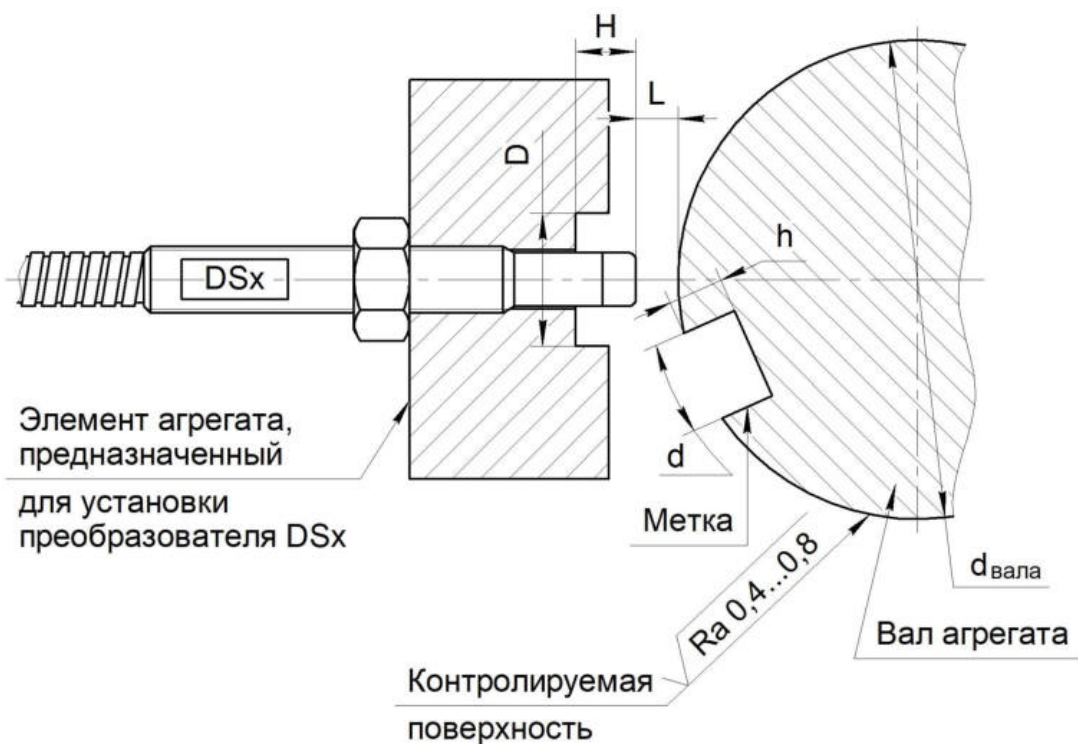 H
L
D
h
DSx
Элемент агрегата,
предназначенный
для установки
преобразователя DSx
d
Метка
Ra 0,4...0,8
dвала
Вал агрегата
Контролируемая
поверхность